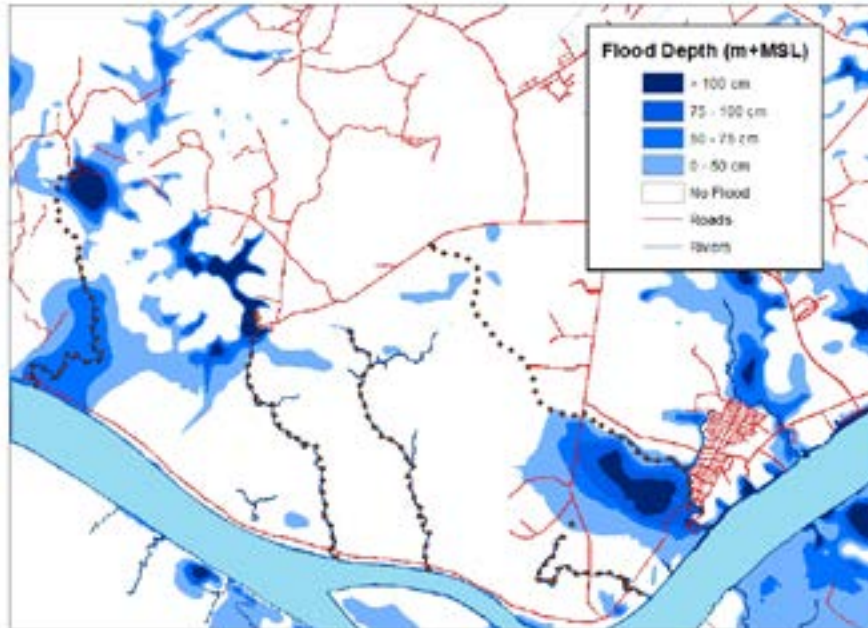 Flood Depth (m+MSL)
> 100 cm
75 - 100 cm
50 - 75 cm
0 - 50 cm
No Flood
Roads
Rivers